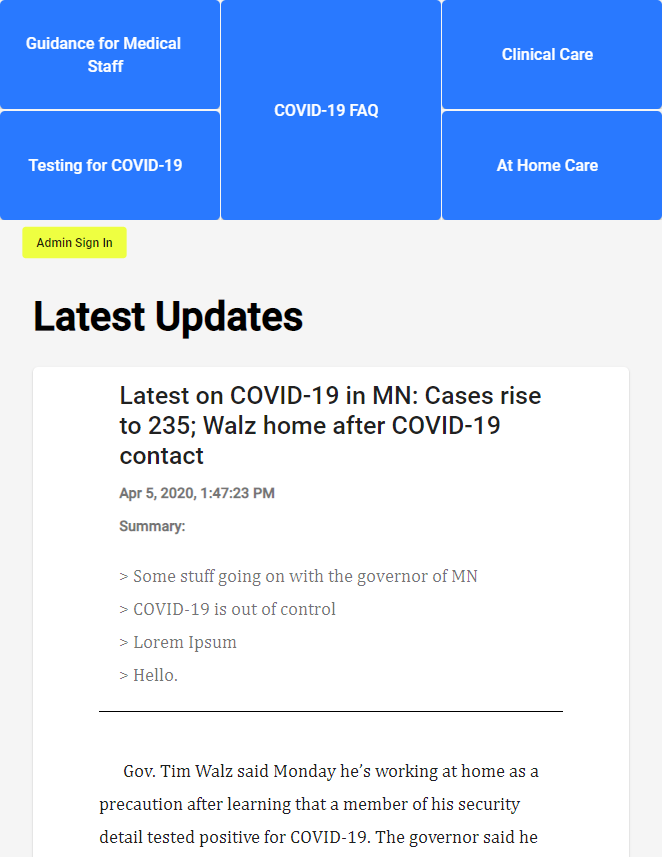 Guidance for Medical
Staff
COVID-19 FAQ
Clinical Care
Testing for COVID-19
At Home Care
Admin Sign In
Latest Updates
Latest on COVID-19 in MN: Cases rise
to 235; Walz home after COVID-19
contact
Apr 5, 2020, 1:47:23 PM
Summary:
> Some stuff going on with the governor of MN
> COVID-19 is out of control
> Lorem Ipsum
> Hello.
Gov. Tim Walz said Monday he’s working at home as a
precaution after learning that a member of his security
detail tested positive for COVID-19. The governor said he